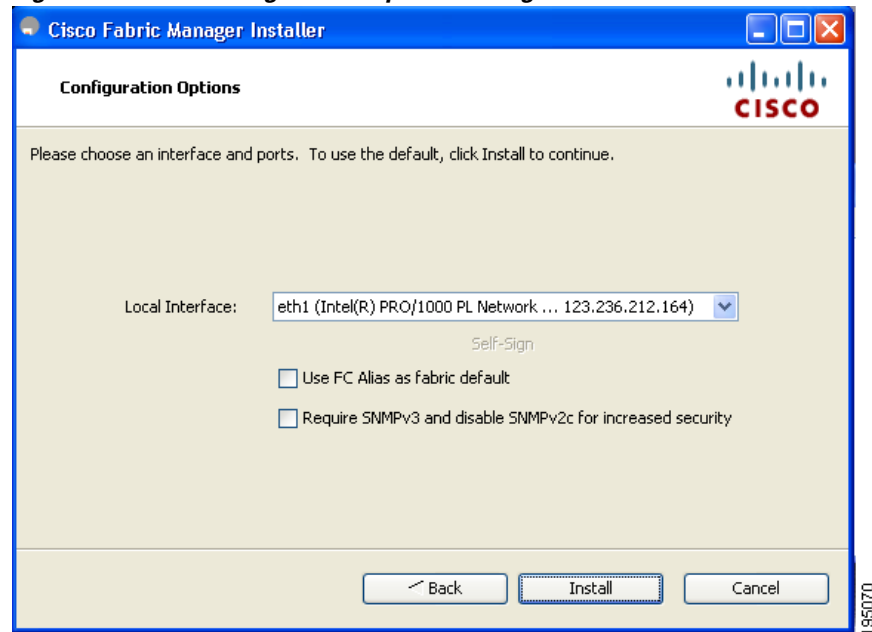 Cisco Fabric Manager Installer
Configuration Options
CISCO
Please choose an interface and ports. To use the default, click Install to continue.
Local Interface: eth1 (Intel(R) PRO/1000 PL Network ... 123.236.212.164)
Self-Sign
Use FC Alias as fabric default
Require SNMPv3 and disable SNMPv2c for increased security
Back Install Cancel
195070